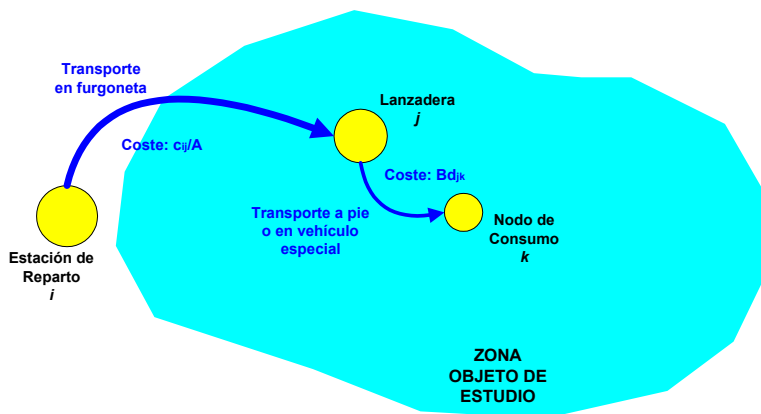 Transporte
en furgoneta
Lanzadera
j
Coste: cij/A
Coste: Bdjk
Transporte a pie
o en vehículo
especial
Nodo de
Consumo
k
Estación de
Reparto
i
ZONA
OBJETO DE
ESTUDIO